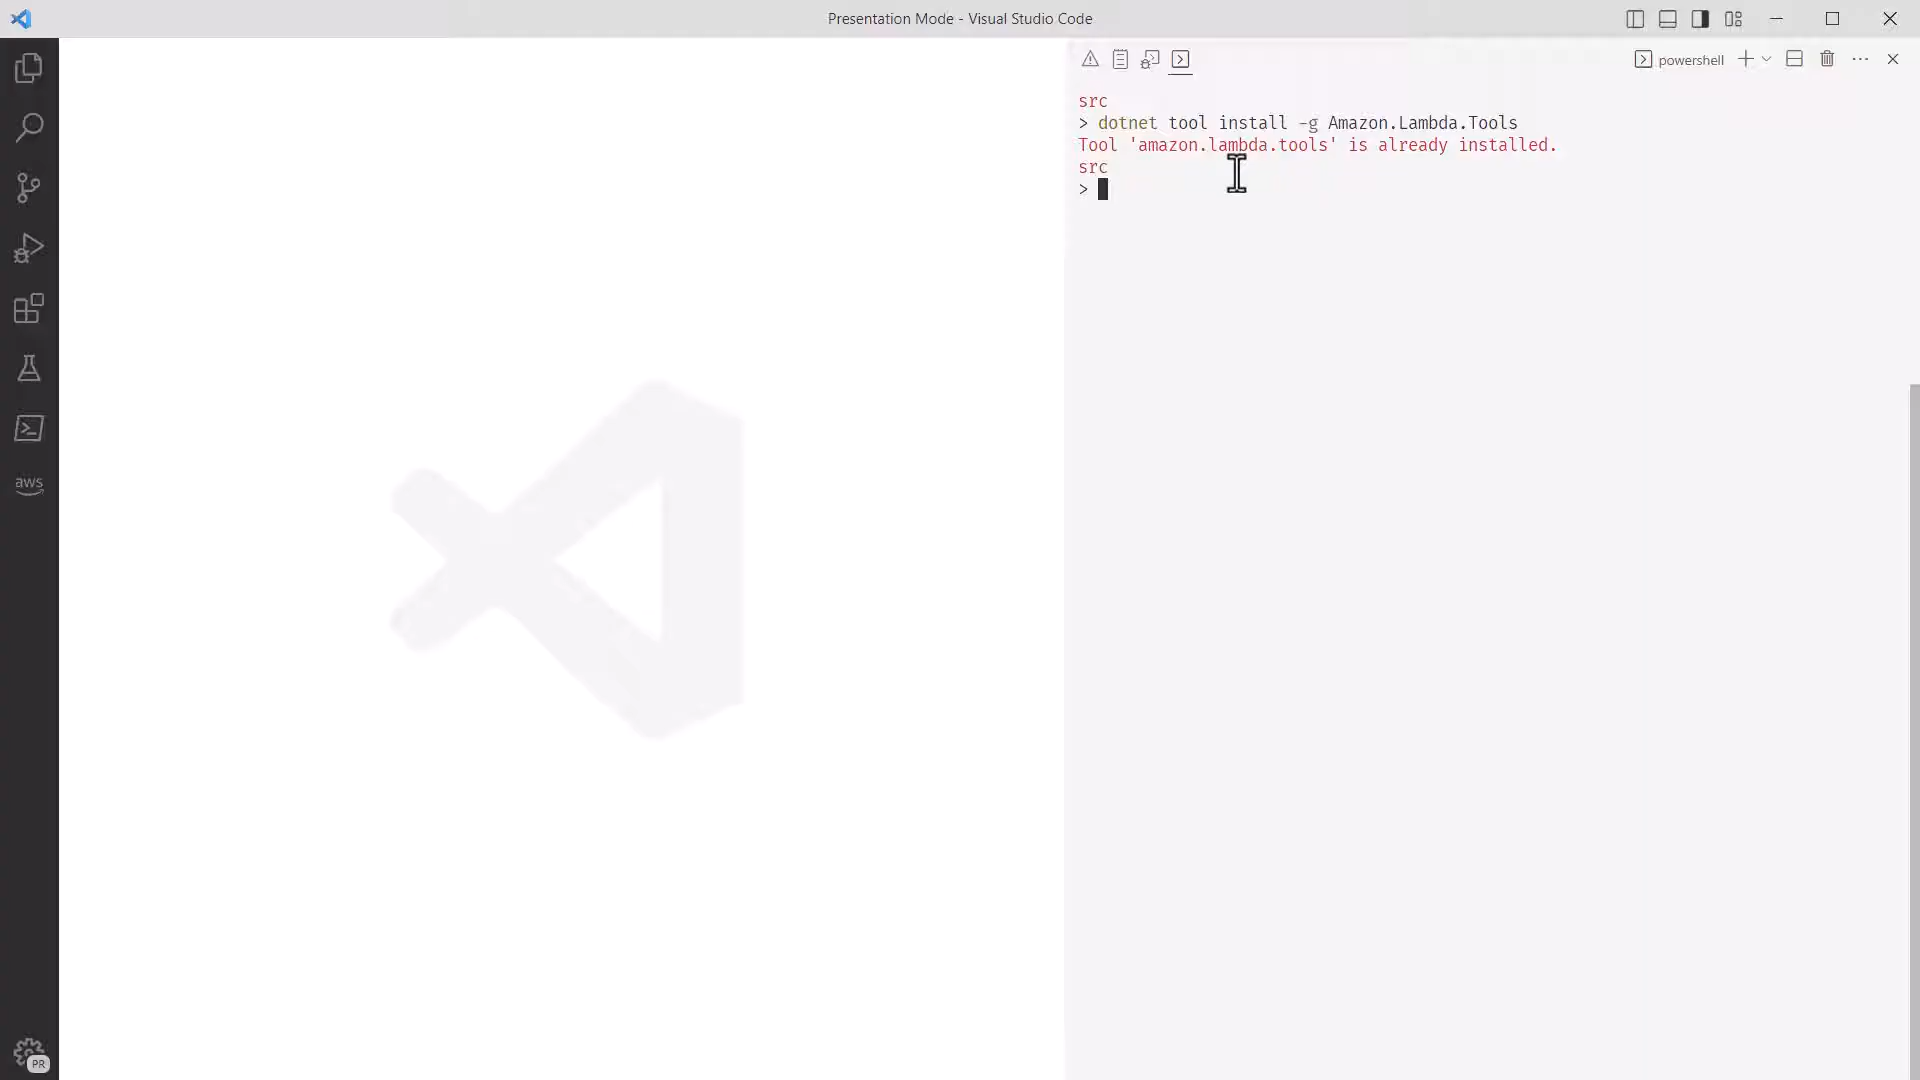 Presentation Mode - Visual Studio Code
powershell
src
> dotnet tool install -g Amazon.Lambda.Tools
Tool 'amazon.lambda.tools' is already installed.
src
>
aws
PR